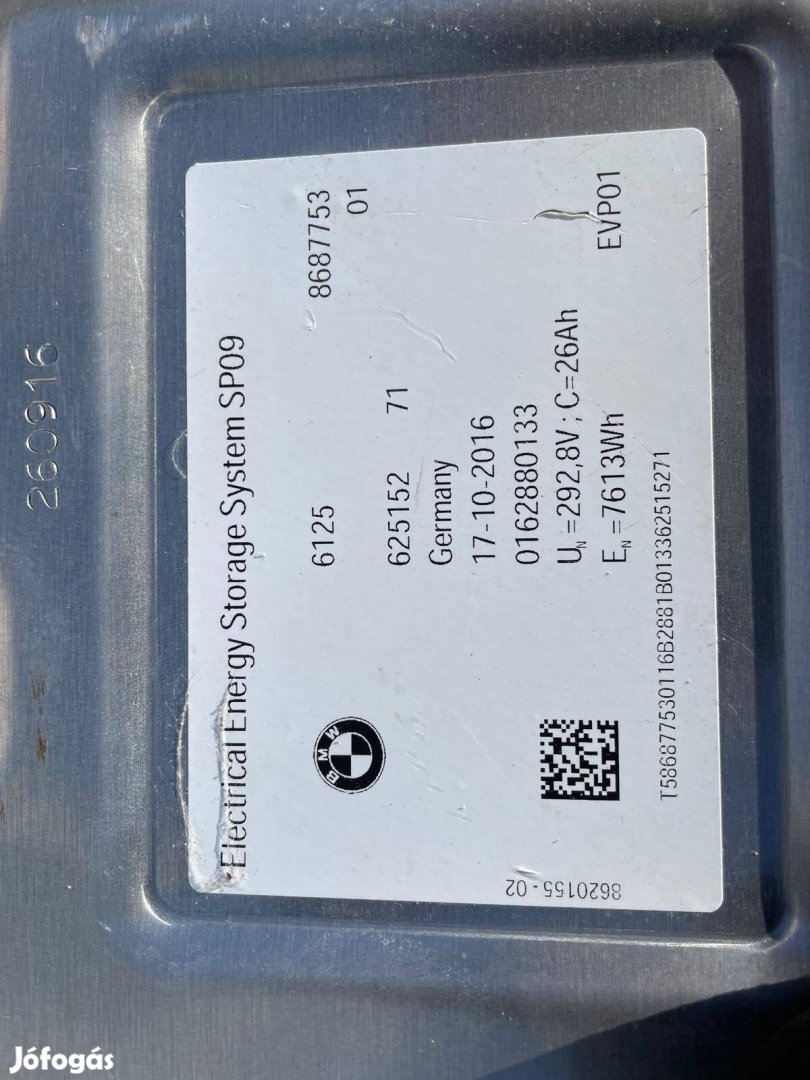 260916
Electrical Energy Storage System SP09
BMW
6125 8687753
01
625152 71
Germany
17-10-2016
0162880133
UN =292,8V ; C=26Ah
EN =7613Wh EVP01
T586877530116B2881B013362515271
8620155-02
Jófogás